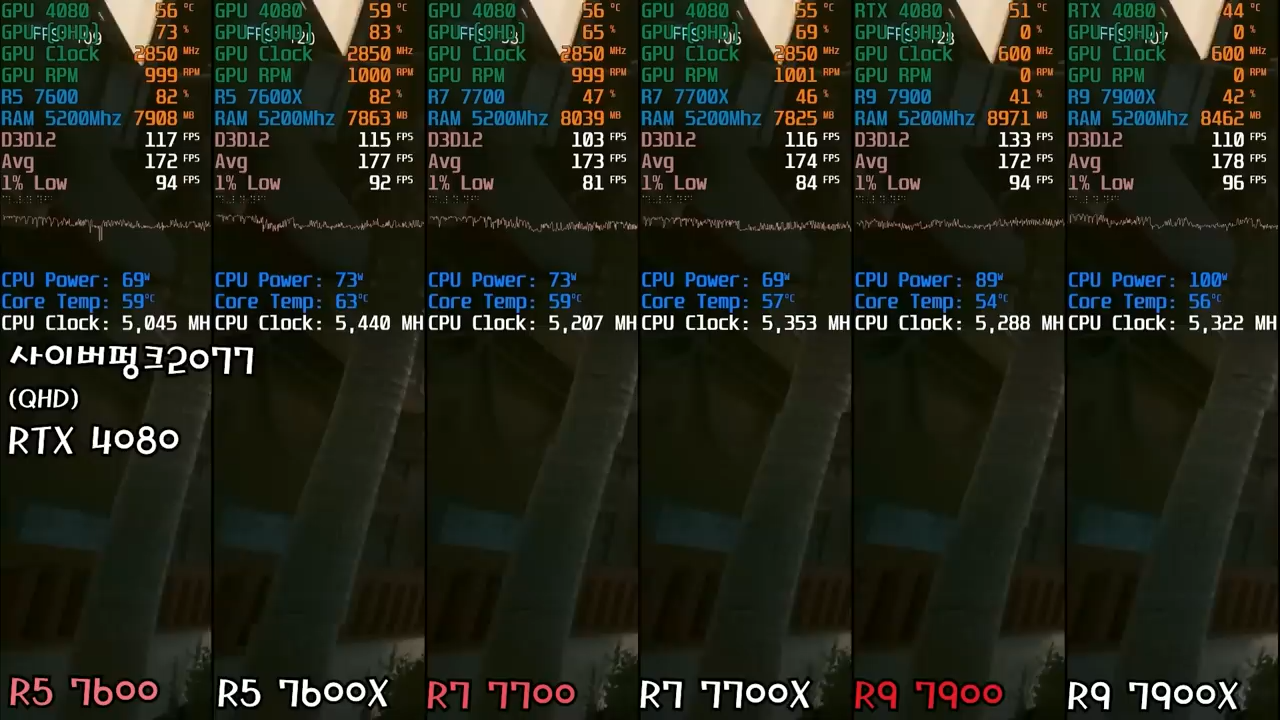 GPU 4080 56 °C
73 %
GPU Clock 2850 MHz
GPU RPM 999 RPM
R5 7600 82 %
RAM 5200Mhz 7908 MB
D3D12 117 FPS
Avg 172 FPS
1% Low 94 FPS
CPU Power: 69W
Core Temp: 59°C
CPU Clock: 5,045 MH
사이버펑크2077
(QHD)
RTX 4080
R5 7600
GPU 4080 59 °C
83 %
GPU Clock 2850 MHz
GPU RPM 1000 RPM
R5 7600X 82 %
RAM 5200Mhz 7863 MB
D3D12 115 FPS
Avg 177 FPS
1% Low 92 FPS
CPU Power: 73W
Core Temp: 63°C
CPU Clock: 5,440 MH
R5 7600X
GPU 4080 56 °C
65 %
GPU Clock 2850 MHz
GPU RPM 999 RPM
R7 7700 47 %
RAM 5200Mhz 8039 MB
D3D12 103 FPS
Avg 173 FPS
1% Low 81 FPS
CPU Power: 73W
Core Temp: 59°C
CPU Clock: 5,207 MH
R7 7700
GPU 4080 55 °C
69 %
GPU Clock 2850 MHz
GPU RPM 1001 RPM
R7 7700X 46 %
RAM 5200Mhz 7825 MB
D3D12 116 FPS
Avg 174 FPS
1% Low 84 FPS
CPU Power: 69W
Core Temp: 57°C
CPU Clock: 5,353 MH
R7 7700X
RTX 4080 51 °C
0 %
GPU Clock 600 MHz
GPU RPM 0 RPM
R9 7900 41 %
RAM 5200Mhz 8971 MB
D3D12 133 FPS
Avg 172 FPS
1% Low 94 FPS
CPU Power: 89W
Core Temp: 54°C
CPU Clock: 5,288 MH
R9 7900
RTX 4080 44 °C
0 %
GPU Clock 600 MHz
GPU RPM 0 RPM
R9 7900X 42 %
RAM 5200Mhz 8462 MB
D3D12 110 FPS
Avg 178 FPS
1% Low 96 FPS
CPU Power: 100W
Core Temp: 56°C
CPU Clock: 5,322 MH
R9 7900X